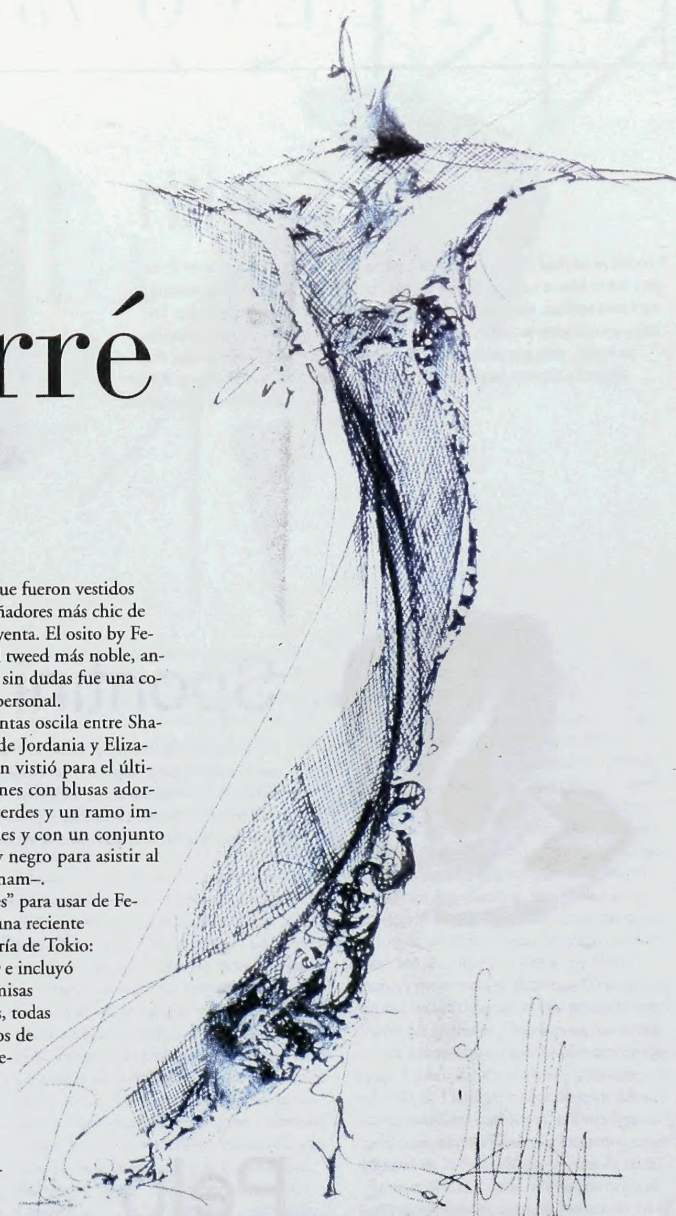 rré
ue fueron vestidos
ñadores más chic de
venta. El osito by Fe-
tweed más noble, an-
sin dudas fue una co-
personal.
ntas oscila entre Sha-
de Jordania y Eliza-
n vistió para el últi-
nes con blusas ador-
erdes y un ramo im-
es y con un conjunto
y negro para asistir al
nam–.
s” para usar de Fe-
una reciente
ría de Tokio:
e incluyó
misas
s, todas
os de
e-